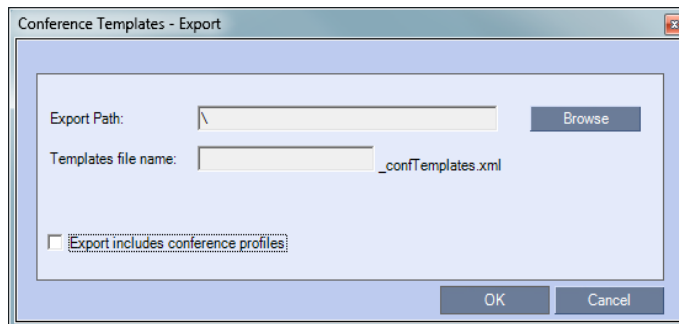 Conference Templates - Export
Export Path: \ Browse
Templates file name: _confTemplates.xml
Export includes conference profiles
OK Cancel